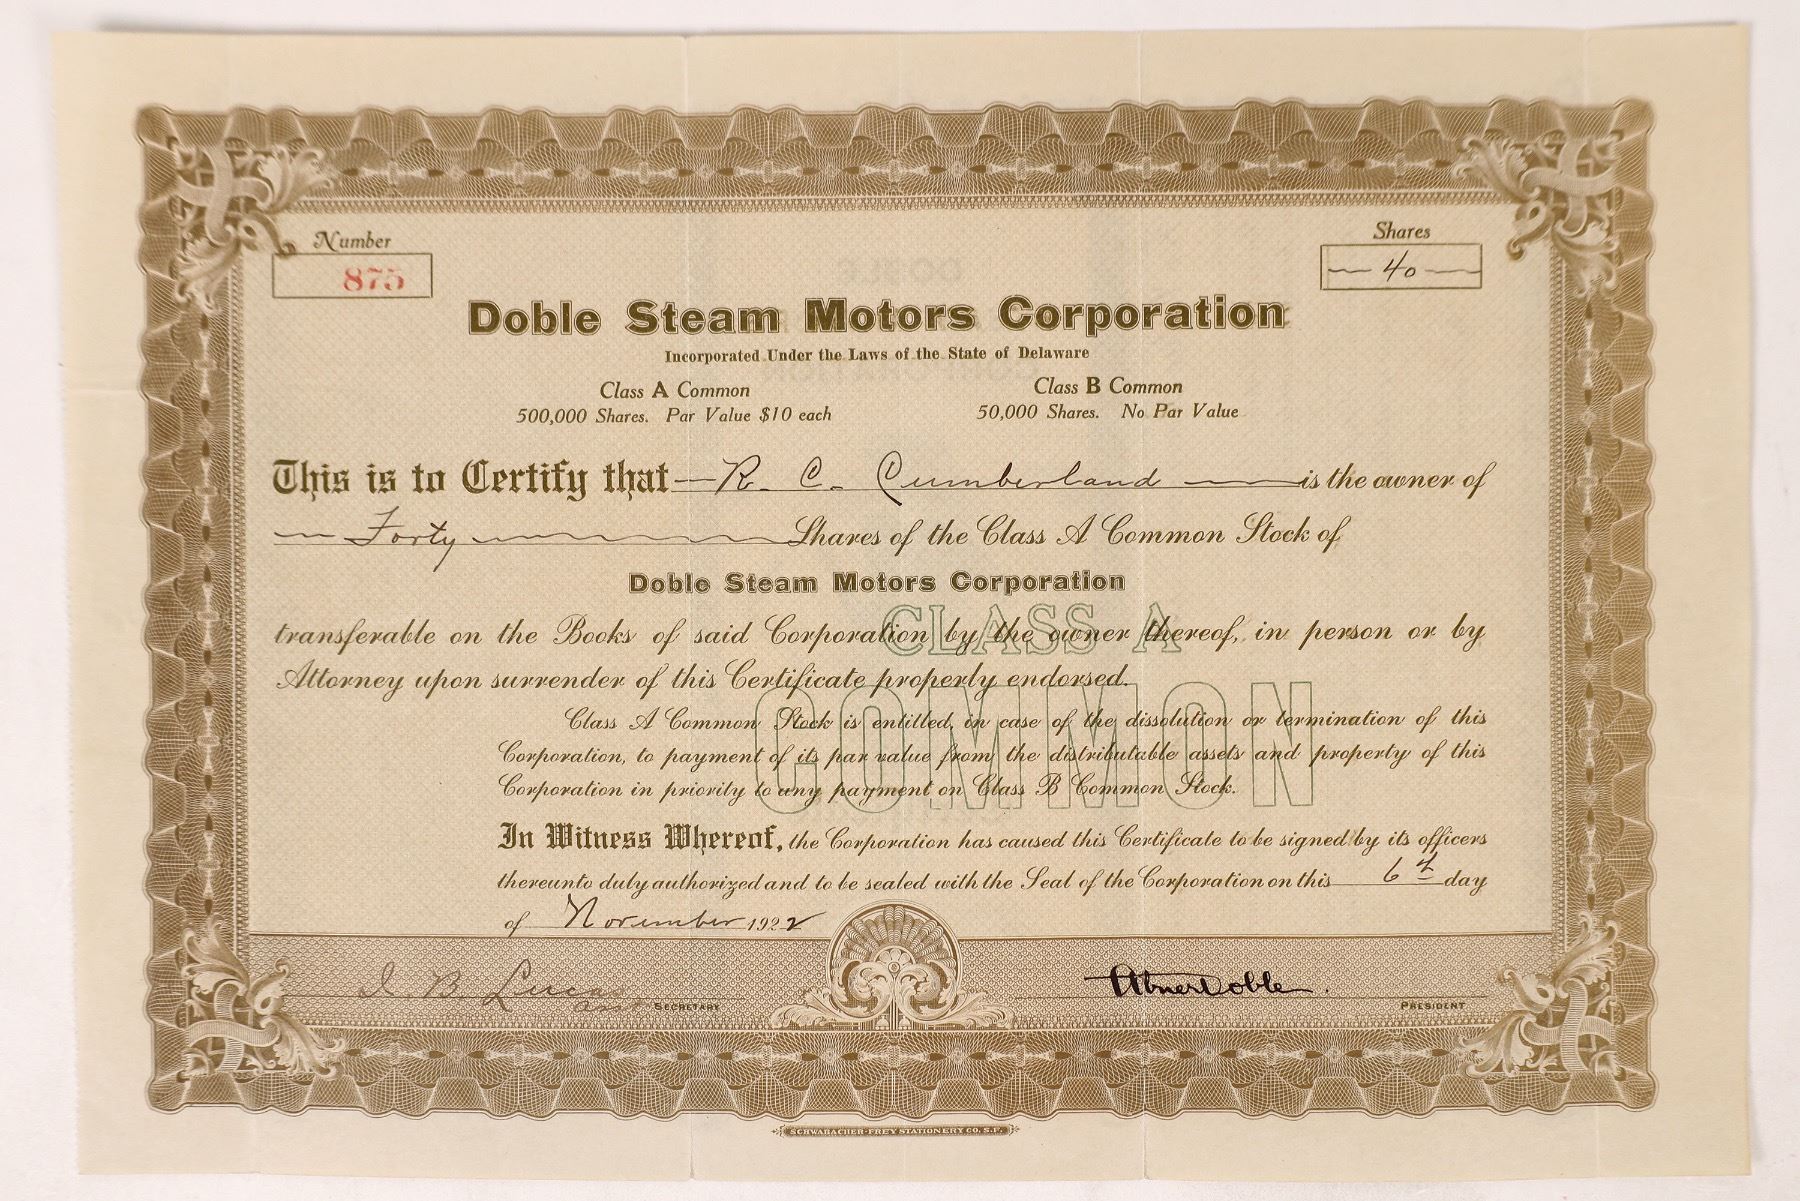 Number
875
Shares
40
Doble Steam Motors Corporation
Incorporated Under the Laws of the State of Delaware
Class A Common
500,000 Shares. Par Value $10 each
Class B Common
50,000 Shares. No Par Value
This is to Certify that R. C. Cumberland is the owner of
Forty Shares of the Class A Common Stock of
Doble Steam Motors Corporation
CLASS A
COMMON
transferable on the Books of said Corporation by the owner thereof, in person or by
Attorney upon surrender of this Certificate properly endorsed.
Class A Common Stock is entitled, in case of the dissolution or termination of this
Corporation, to payment of its par value from the distributable assets and property of this
Corporation in priority to any payment on Class B Common Stock.
In Witness Whereof, the Corporation has caused this Certificate to be signed by its officers
thereunto duly authorized and to be sealed with the Seal of the Corporation on this 6th day
of November 1922
I. B. Lucas
SECRETARY
Abner Doble
PRESIDENT
SCHWABACHER-FREY STATIONERY CO. S.F.